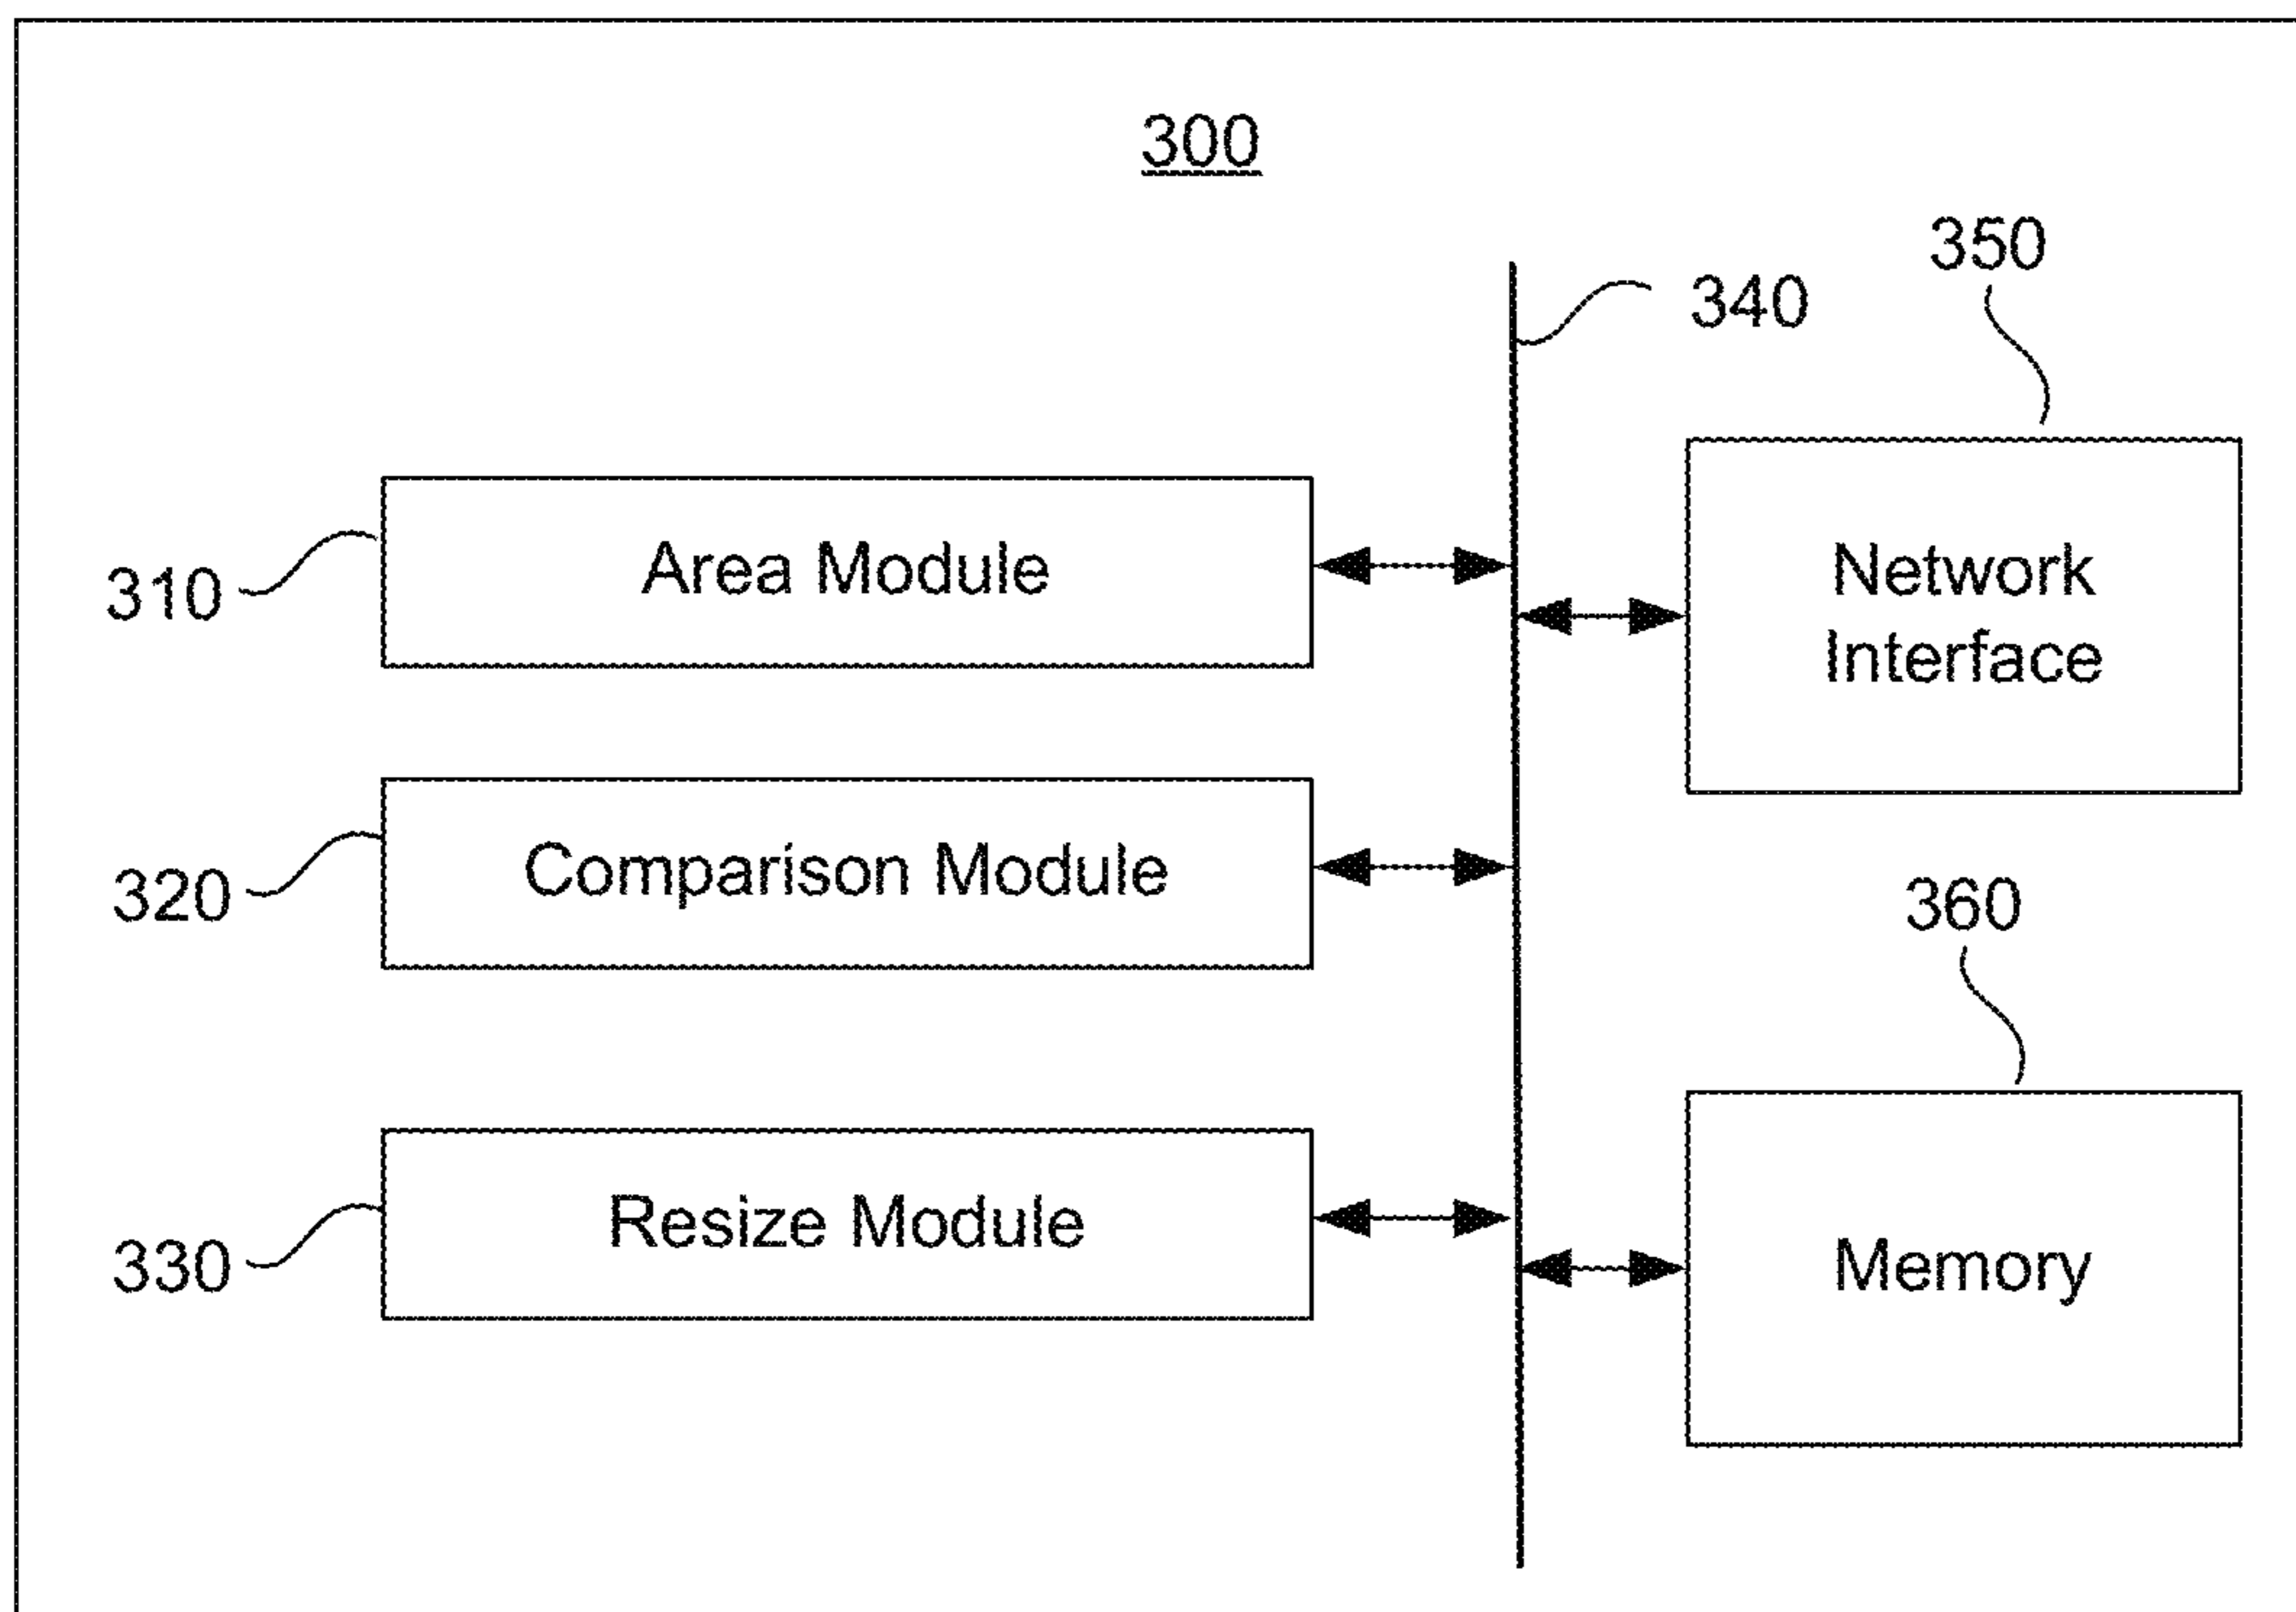 300
350
340
310
Area Module
Network
Interface
320
Comparison Module
360
330
Resize Module
Memory